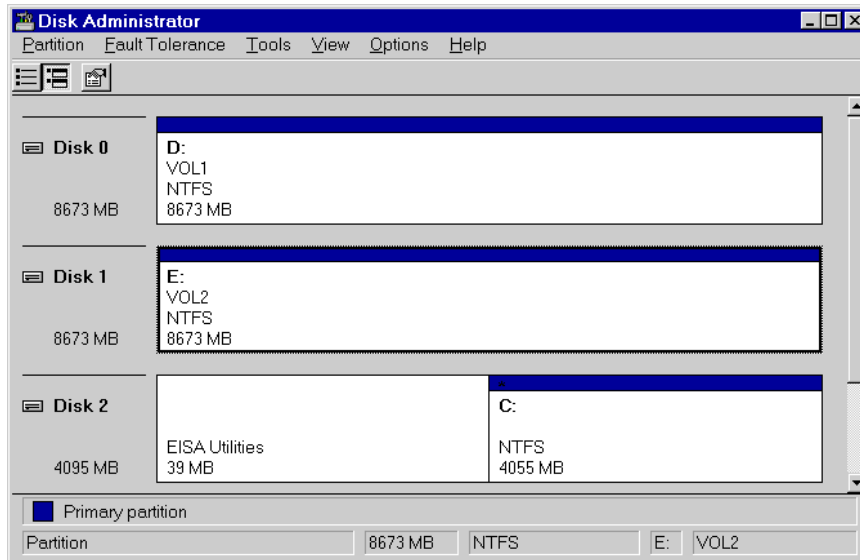 Disk Administrator
Partition Fault Tolerance Tools View Options Help
Disk 0
8673 MB
D:
VOL1
NTFS
8673 MB
Disk 1
8673 MB
E:
VOL2
NTFS
8673 MB
Disk 2
4095 MB
EISA Utilities
39 MB
C:
NTFS
4055 MB
Primary partition
Partition 8673 MB NTFS E: VOL2